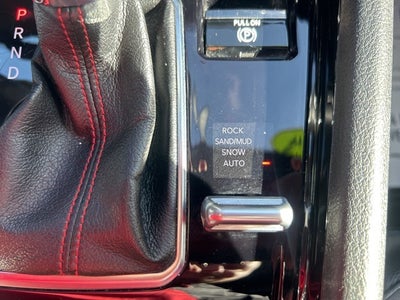 P
R
N
D
PULL ON
P
ROCK
SAND/MUD
SNOW
AUTO